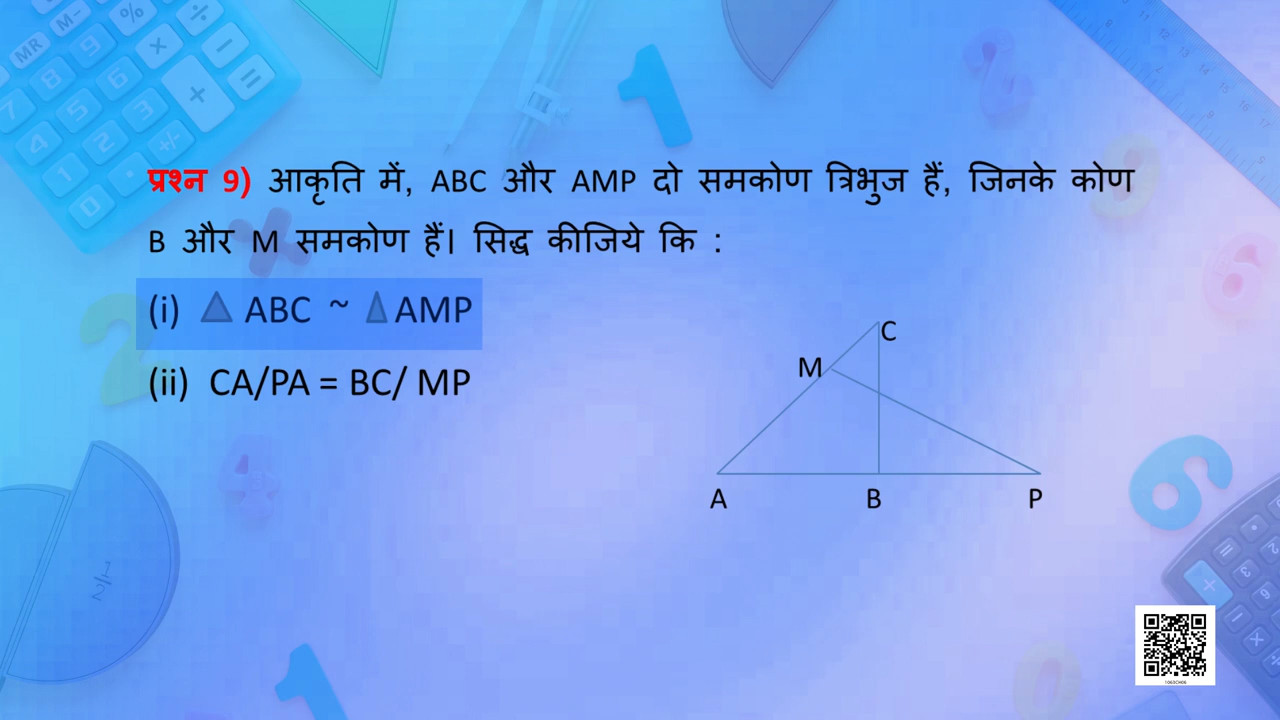 प्रश्न 9) आकृति में, ABC और AMP दो समकोण त्रिभुज हैं, जिनके कोण
B और M समकोण हैं। सिद्ध कीजिये कि :
(i) △ ABC ~ △ AMP
(ii) CA/PA = BC/ MP
C
M
A B P